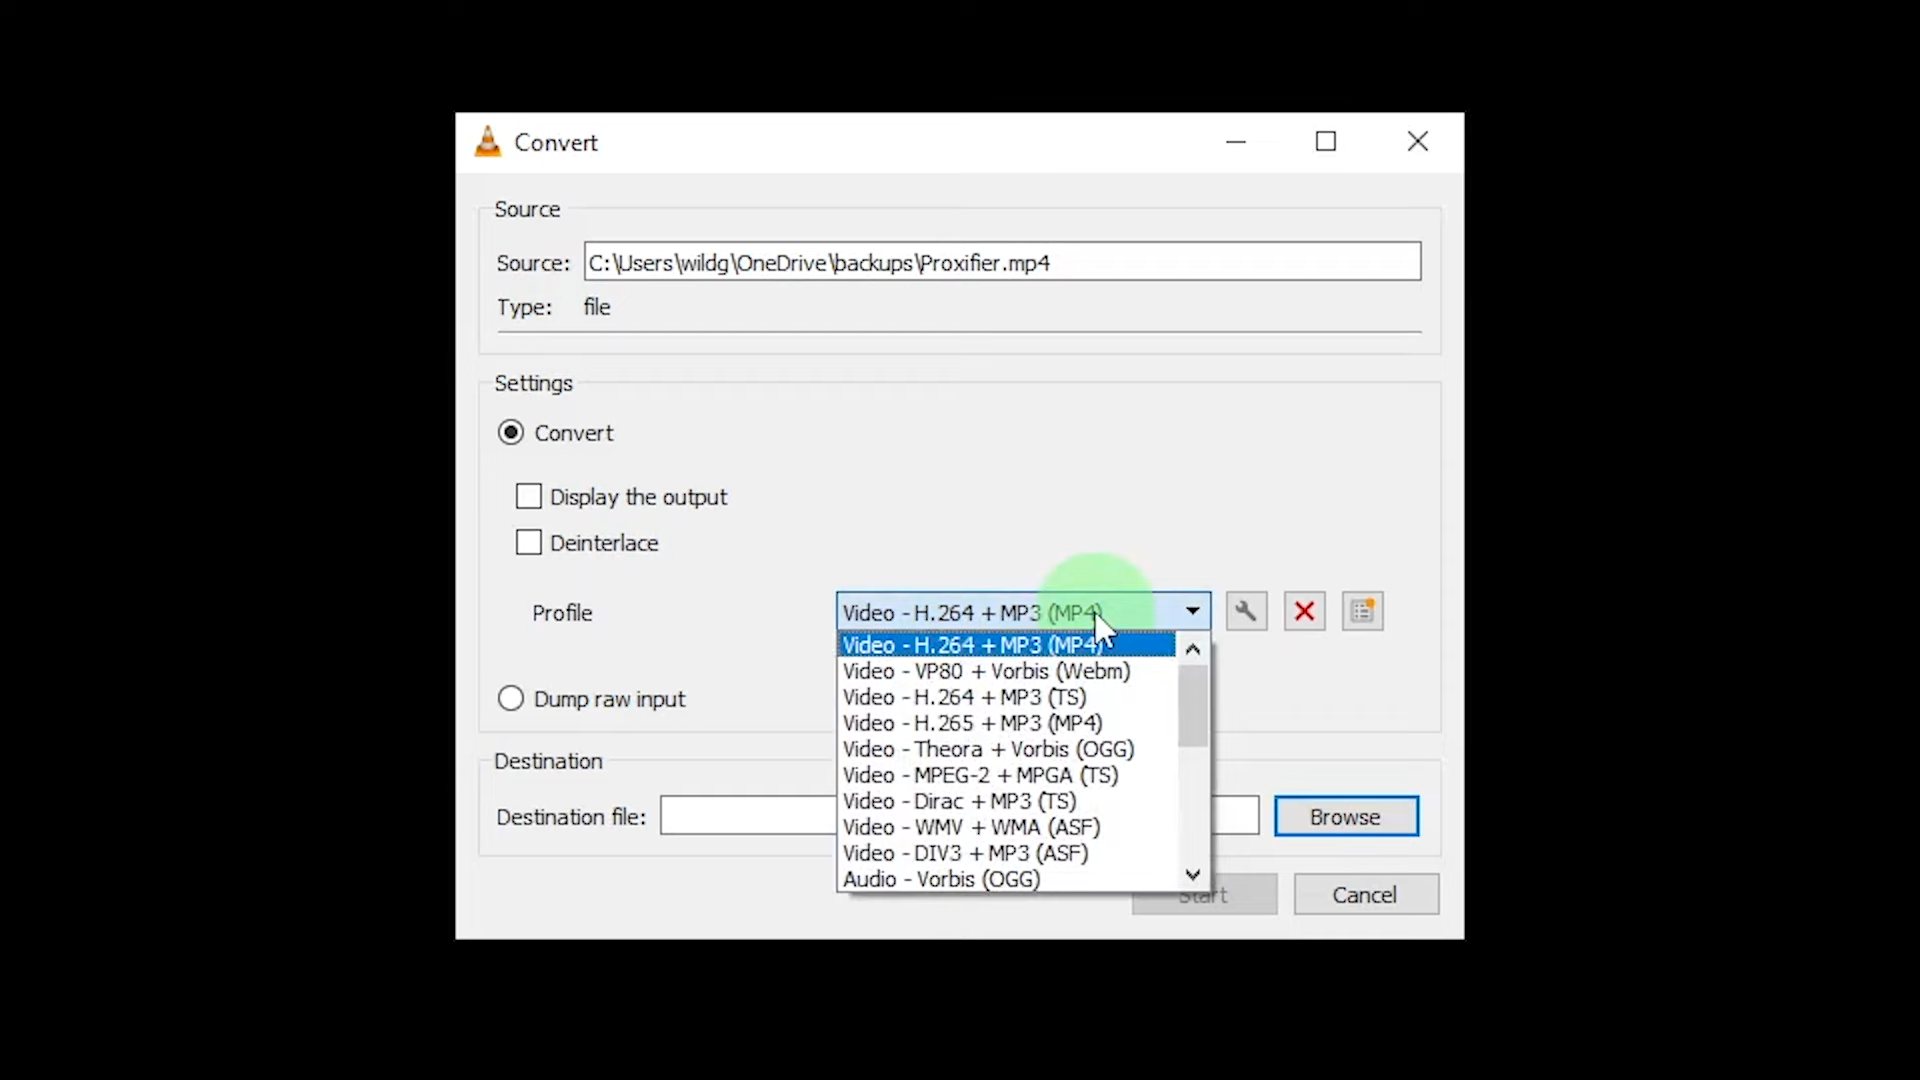 Convert
Source
Source: C:\Users\wildg\OneDrive\backups\Proxifier.mp4
Type: file
Settings
Convert
Display the output
Deinterlace
Profile Video - H.264 + MP3 (MP4)
Video - H.264 + MP3 (MP4)
Video - VP80 + Vorbis (Webm)
Video - H.264 + MP3 (TS)
Dump raw input
Video - H.265 + MP3 (MP4)
Video - Theora + Vorbis (OGG)
Destination
Video - MPEG-2 + MPGA (TS)
Video - Dirac + MP3 (TS)
Destination file: Browse
Video - WMV + WMA (ASF)
Video - DIV3 + MP3 (ASF)
Audio - Vorbis (OGG)
Start Cancel